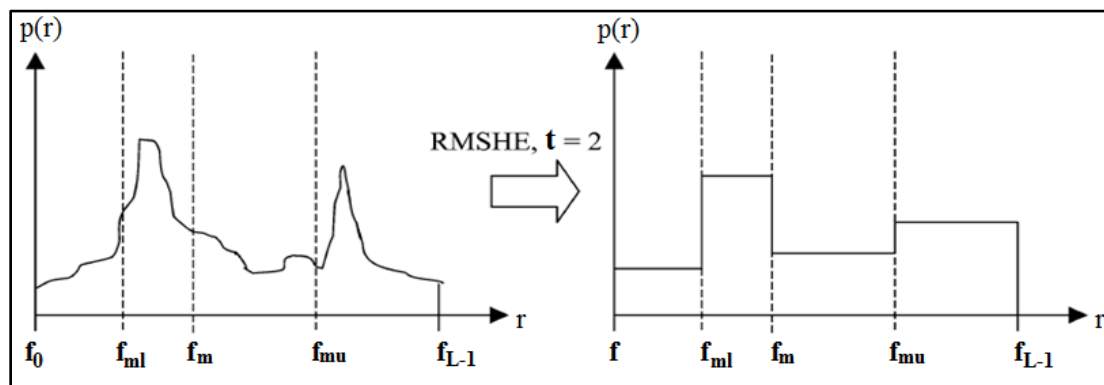 p(r)
r
f0 fml fm fmu fL-1
RMSHE, t = 2
p(r)
r
f fml fm fmu fL-1